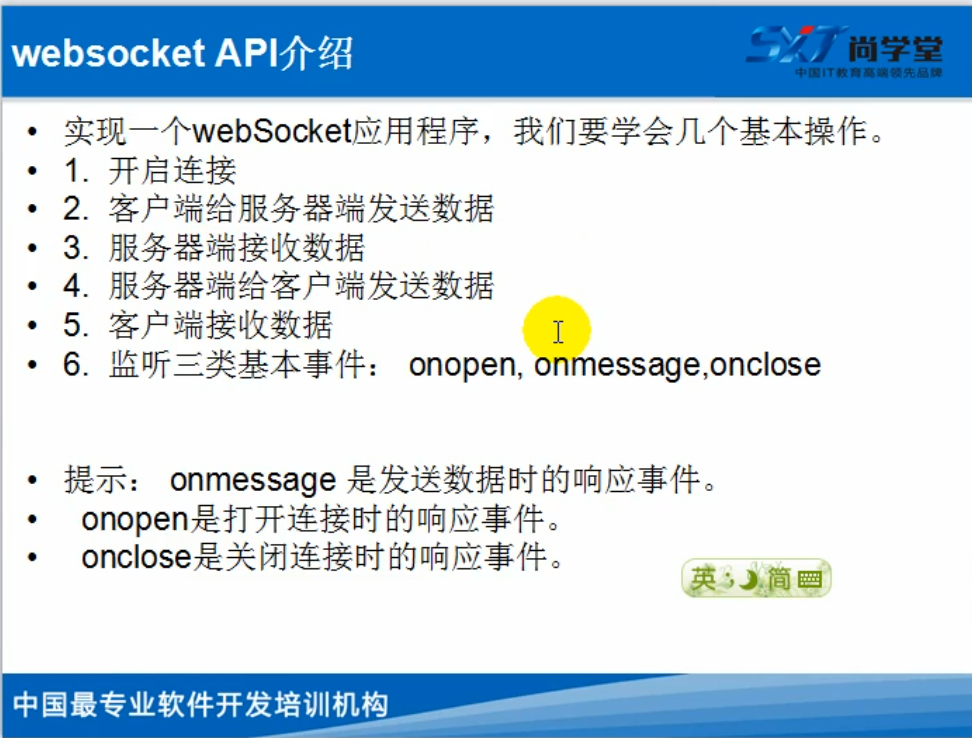 websocket API介绍
SXT 尚学堂
中国IT教育高端领先品牌
• 实现一个webSocket应用程序，我们要学会几个基本操作。
• 1. 开启连接
• 2. 客户端给服务器端发送数据
• 3. 服务器端接收数据
• 4. 服务器端给客户端发送数据
• 5. 客户端接收数据
• 6. 监听三类基本事件： onopen, onmessage,onclose
• 提示： onmessage 是发送数据时的响应事件。
• onopen是打开连接时的响应事件。
• onclose是关闭连接时的响应事件。
英 简
中国最专业软件开发培训机构